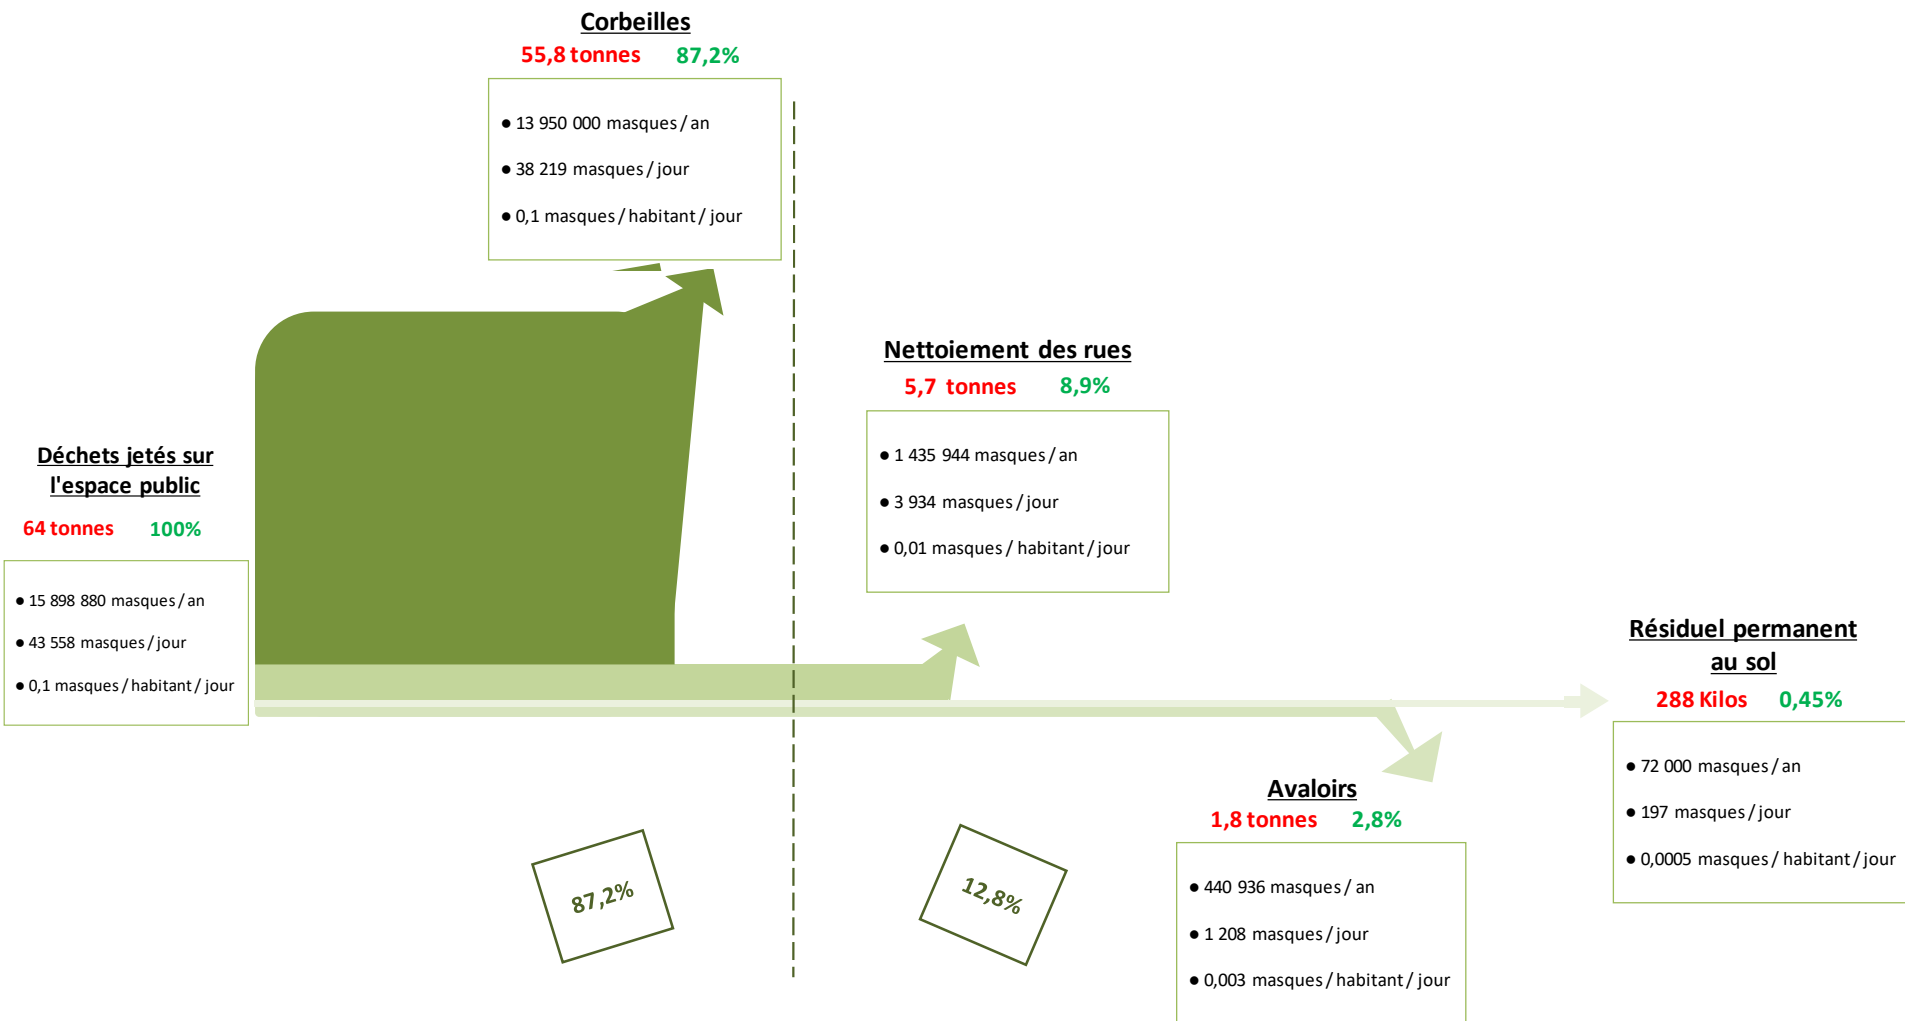 Corbeilles
55,8 tonnes 87,2%
● 13 950 000 masques / an
● 38 219 masques / jour
● 0,1 masques / habitant / jour
Nettoiement des rues
5,7 tonnes 8,9%
● 1 435 944 masques / an
● 3 934 masques / jour
● 0,01 masques / habitant / jour
Déchets jetés sur
l'espace public
64 tonnes 100%
● 15 898 880 masques / an
● 43 558 masques / jour
● 0,1 masques / habitant / jour
Résiduel permanent
au sol
288 Kilos 0,45%
● 72 000 masques / an
● 197 masques / jour
● 0,0005 masques / habitant / jour
Avaloirs
1,8 tonnes 2,8%
● 440 936 masques / an
● 1 208 masques / jour
● 0,003 masques / habitant / jour
87,2%
12,8%